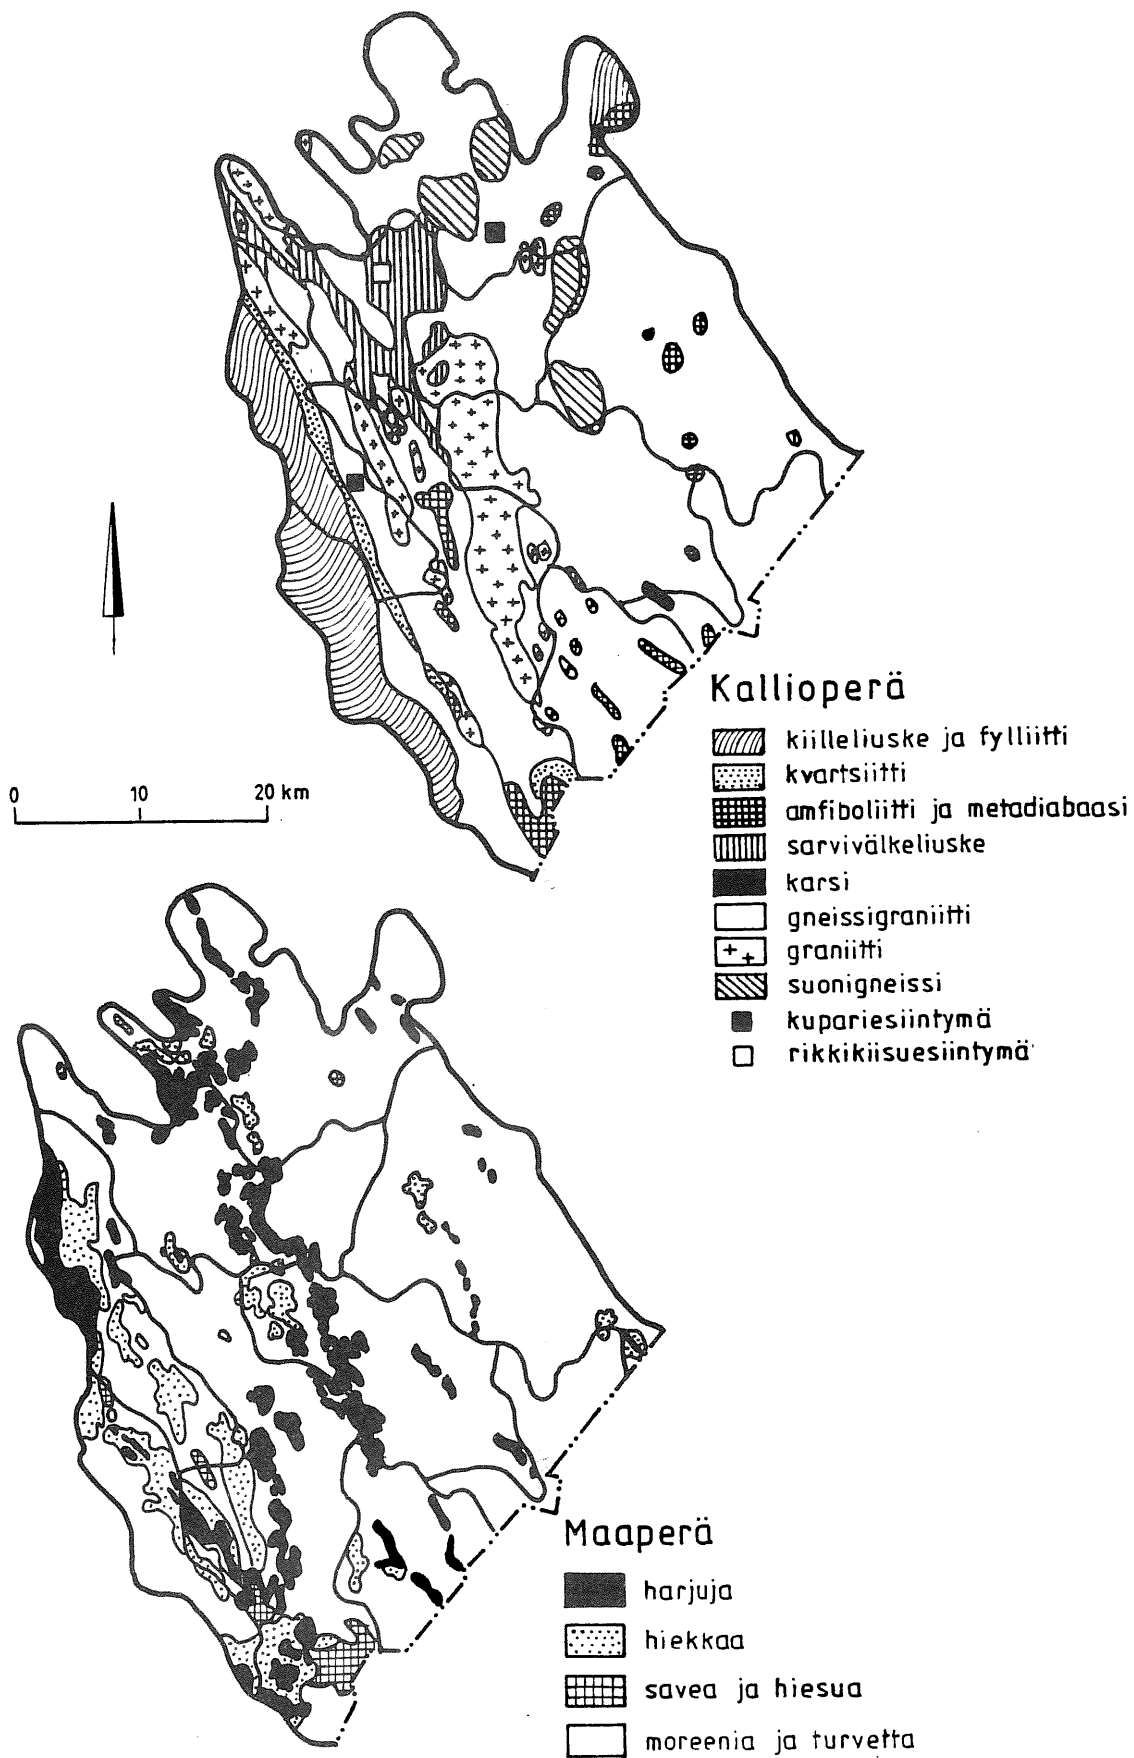 Kallioperä
kiilleliuske ja fylliitti
kvartsiitti
amfiboliitti ja metadiabaasi
sarvivälkeliuske
karsi
gneissigraniitti
graniitti
suonigneissi
kupariesiintymä
rikkikiisuesiintymä
0 10 20 km
Maaperä
harjuja
hiekkaa
savea ja hiesua
moreenia ja turvetta